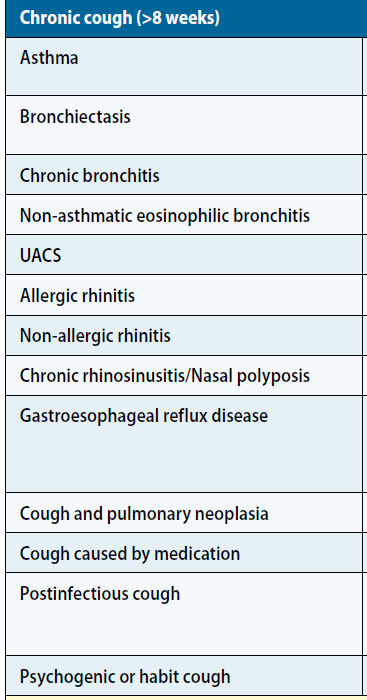 Chronic cough (>8 weeks)
Asthma
Bronchiectasis
Chronic bronchitis
Non-asthmatic eosinophilic bronchitis
UACS
Allergic rhinitis
Non-allergic rhinitis
Chronic rhinosinusitis/Nasal polyposis
Gastroesophageal reflux disease
Cough and pulmonary neoplasia
Cough caused by medication
Postinfectious cough
Psychogenic or habit cough